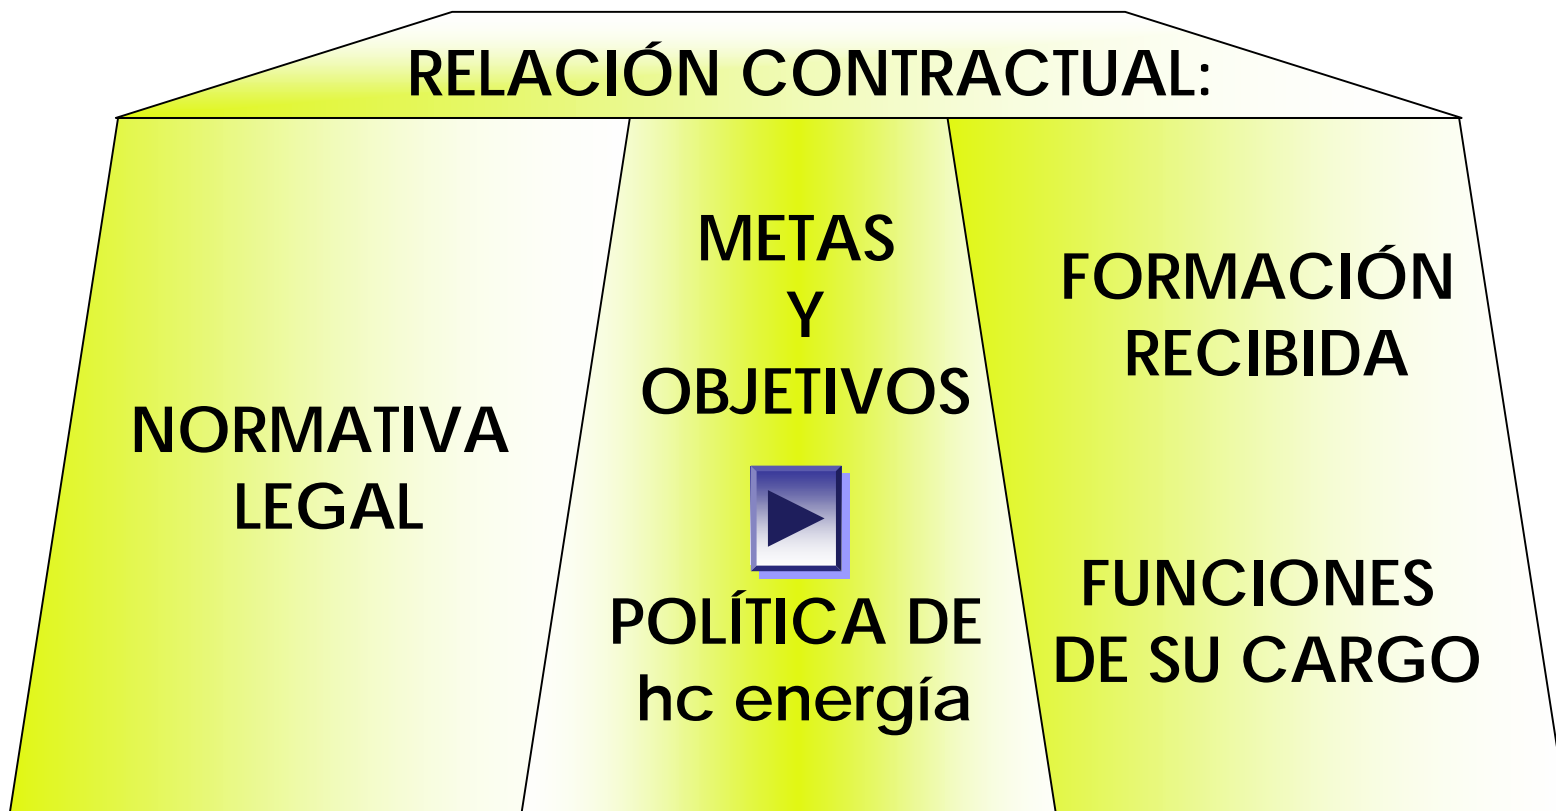 RELACIÓN CONTRACTUAL:
NORMATIVA
LEGAL
METAS
Y
OBJETIVOS
POLÍTICA DE
hc energía
FORMACIÓN
RECIBIDA
FUNCIONES
DE SU CARGO